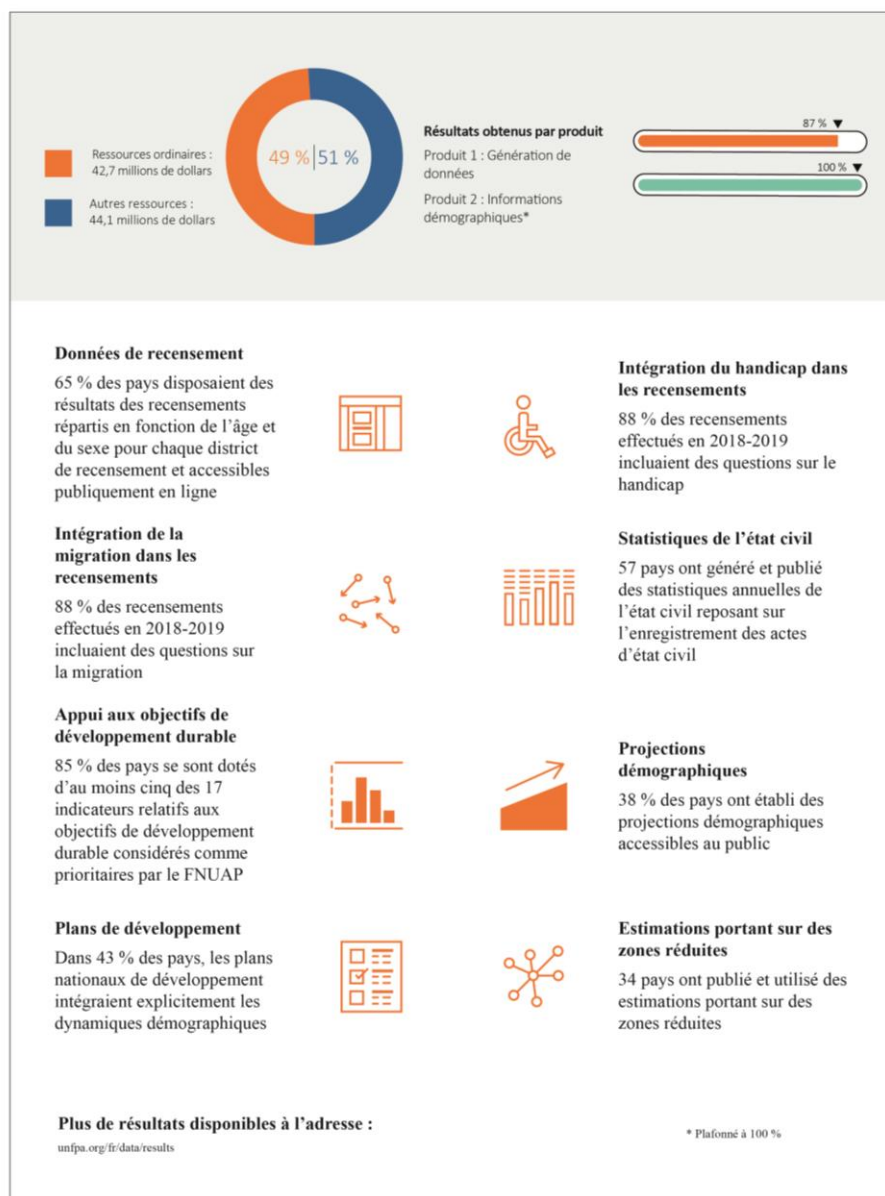 Ressources ordinaires :
42,7 millions de dollars
Autres ressources :
44,1 millions de dollars
49 % 51 %
Résultats obtenus par produit
Produit 1 : Génération de
données
Produit 2 : Informations
démographiques*
87 %
100 %
Données de recensement
65 % des pays disposaient des
résultats des recensements
répartis en fonction de l’âge et
du sexe pour chaque district
de recensement et accessibles
publiquement en ligne
Intégration du handicap dans
les recensements
88 % des recensements
effectués en 2018-2019
incluaient des questions sur le
handicap
Intégration de la
migration dans les
recensements
88 % des recensements
effectués en 2018-2019
incluaient des questions sur
la migration
Statistiques de l’état civil
57 pays ont généré et publié
des statistiques annuelles de
l’état civil reposant sur
l’enregistrement des actes
d’état civil
Appui aux objectifs de
développement durable
85 % des pays se sont dotés
d’au moins cinq des 17
indicateurs relatifs aux
objectifs de développement
durable considérés comme
prioritaires par le FNUAP
Projections
démographiques
38 % des pays ont établi des
projections démographiques
accessibles au public
Plans de développement
Dans 43 % des pays, les plans
nationaux de développement
intégraient explicitement les
dynamiques démographiques
Estimations portant sur des
zones réduites
34 pays ont publié et utilisé des
estimations portant sur des
zones réduites
Plus de résultats disponibles à l’adresse :
unfpa.org/fr/data/results
* Plafonné à 100 %